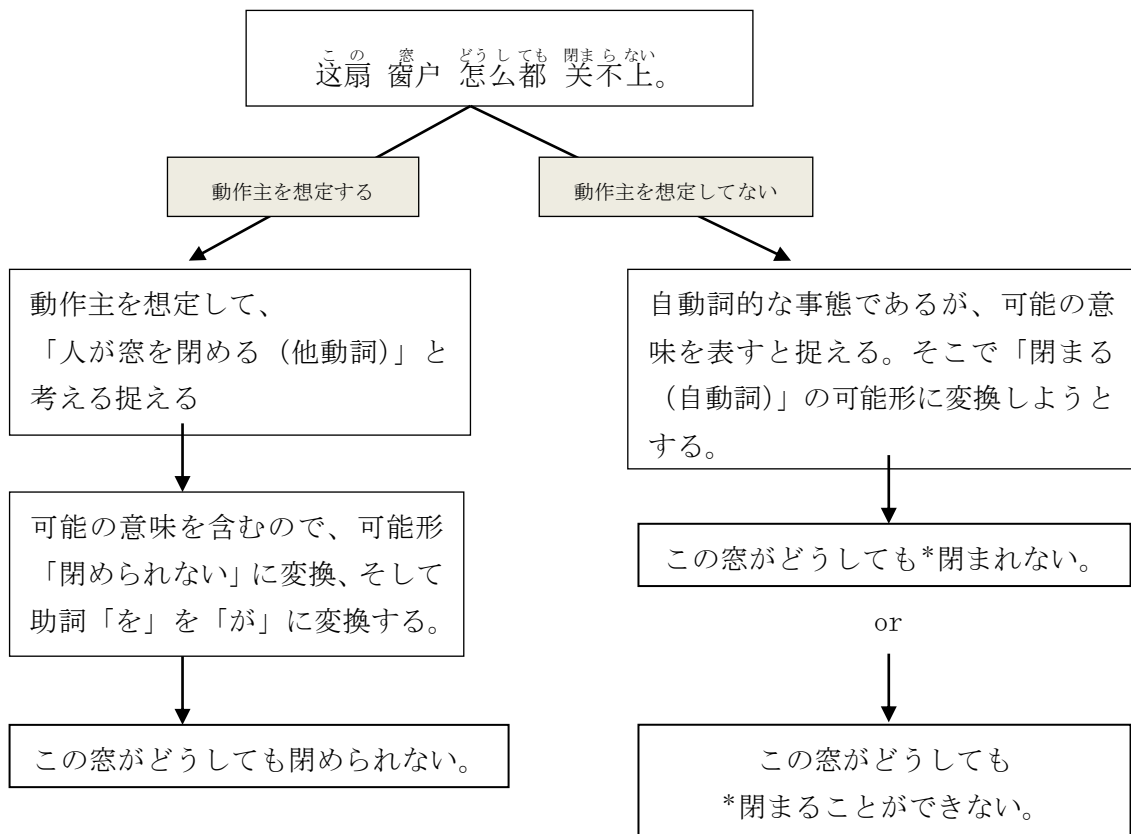 こ の 窓 どう し ても 閉ま ら ない
这扇 窗户 怎么都 关不上。
動作主を想定する
動作主を想定してない
動作主を想定して、
「人が窓を閉める（他動詞）」と
考える捉える
可能の意味を含むので、可能形
「閉められない」に変換、そして
助詞「を」を「が」に変換する。
この窓がどうしても閉められない。
自動詞的な事態であるが、可能の意
味を表すと捉える。そこで「閉まる
（自動詞）」の可能形に変換しようと
する。
この窓がどうしても*閉まれない。
or
この窓がどうしても
*閉まることができない。